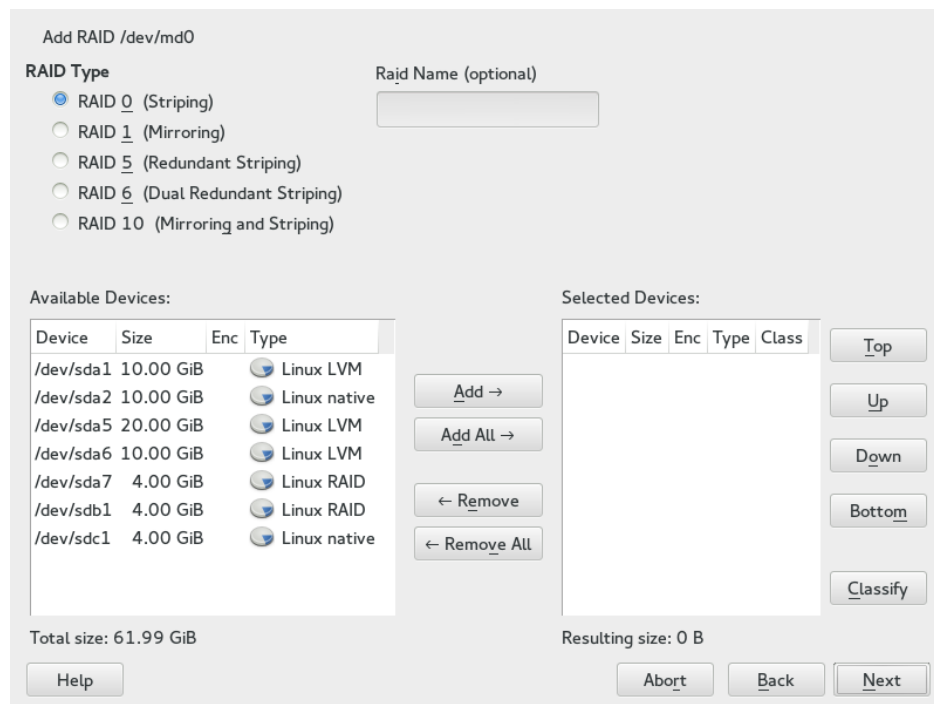 Add RAID /dev/md0
RAID Type
Raid Name (optional)
RAID 0 (Striping)
RAID 1 (Mirroring)
RAID 5 (Redundant Striping)
RAID 6 (Dual Redundant Striping)
RAID 10 (Mirroring and Striping)
Available Devices:
Device Size Enc Type
/dev/sda1 10.00 GiB Linux LVM
/dev/sda2 10.00 GiB Linux native
/dev/sda5 20.00 GiB Linux LVM
/dev/sda6 10.00 GiB Linux LVM
/dev/sda7 4.00 GiB Linux RAID
/dev/sdb1 4.00 GiB Linux RAID
/dev/sdc1 4.00 GiB Linux native
Total size: 61.99 GiB
Add →
Add All →
← Remove
← Remove All
Selected Devices:
Device Size Enc Type Class
Resulting size: 0 B
Top
Up
Down
Bottom
Classify
Help
Abort
Back
Next